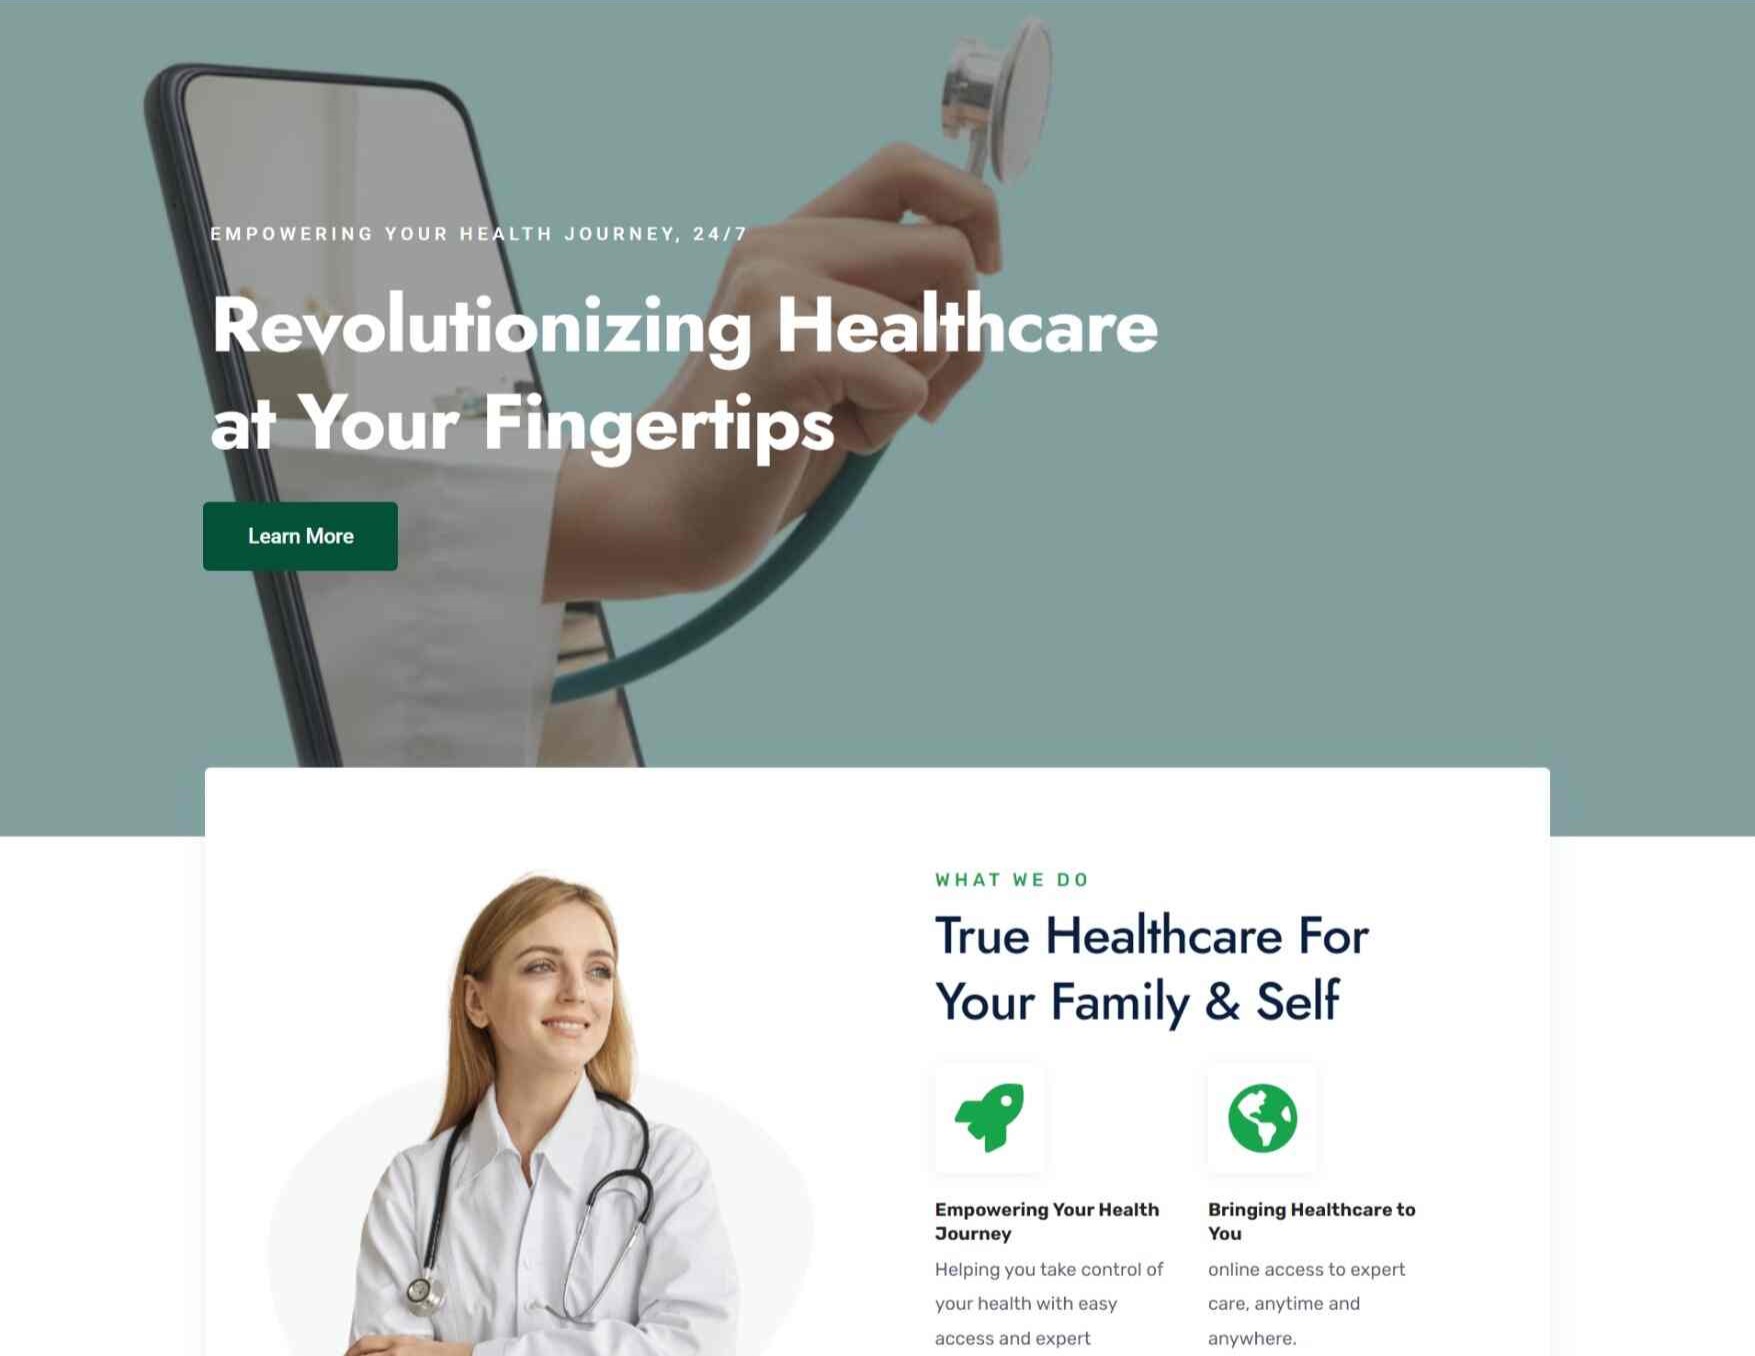 EMPOWERING YOUR HEALTH JOURNEY, 24/7
Revolutionizing Healthcare
at Your Fingertips
Learn More
WHAT WE DO
True Healthcare For
Your Family & Self
Empowering Your Health
Journey
Helping you take control of
your health with easy
access and expert
Bringing Healthcare to
You
online access to expert
care, anytime and
anywhere.